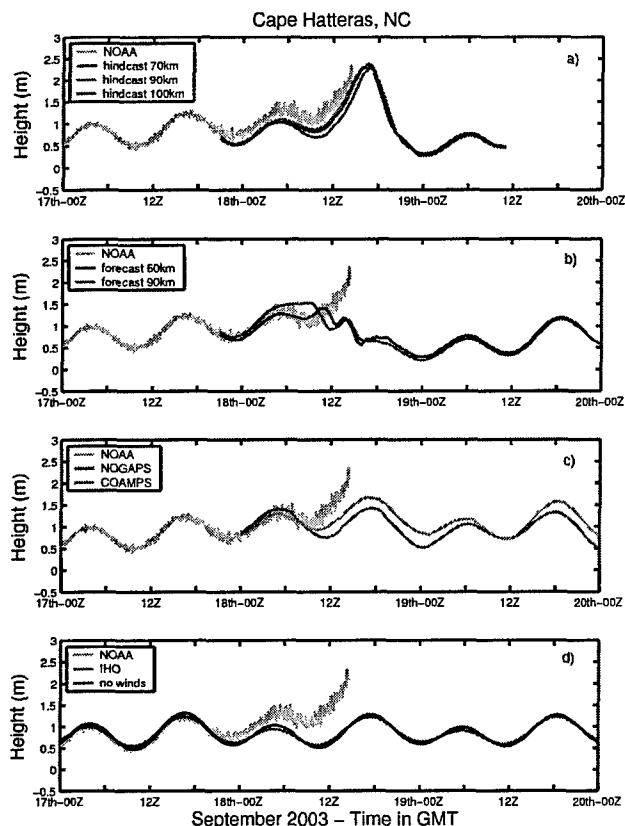 Cape Hatteras, NC
a)
NOAA
hindcast 70km
hindcast 90km
hindcast 100km
Height (m)
3
2.5
2
1.5
1
0.5
0
−0.5
17th−00Z 12Z 18th−00Z 12Z 19th−00Z 12Z 20th−00Z
b)
NOAA
forecast 60km
forecast 90km
Height (m)
3
2.5
2
1.5
1
0.5
0
−0.5
17th−00Z 12Z 18th−00Z 12Z 19th−00Z 12Z 20th−00Z
c)
NOAA
NOGAPS
COAMPS
Height (m)
3
2.5
2
1.5
1
0.5
0
−0.5
17th−00Z 12Z 18th−00Z 12Z 19th−00Z 12Z 20th−00Z
d)
NOAA
IHO
no winds
Height (m)
3
2.5
2
1.5
1
0.5
0
−0.5
17th−00Z 12Z 18th−00Z 12Z 19th−00Z 12Z 20th−00Z
September 2003 − Time in GMT